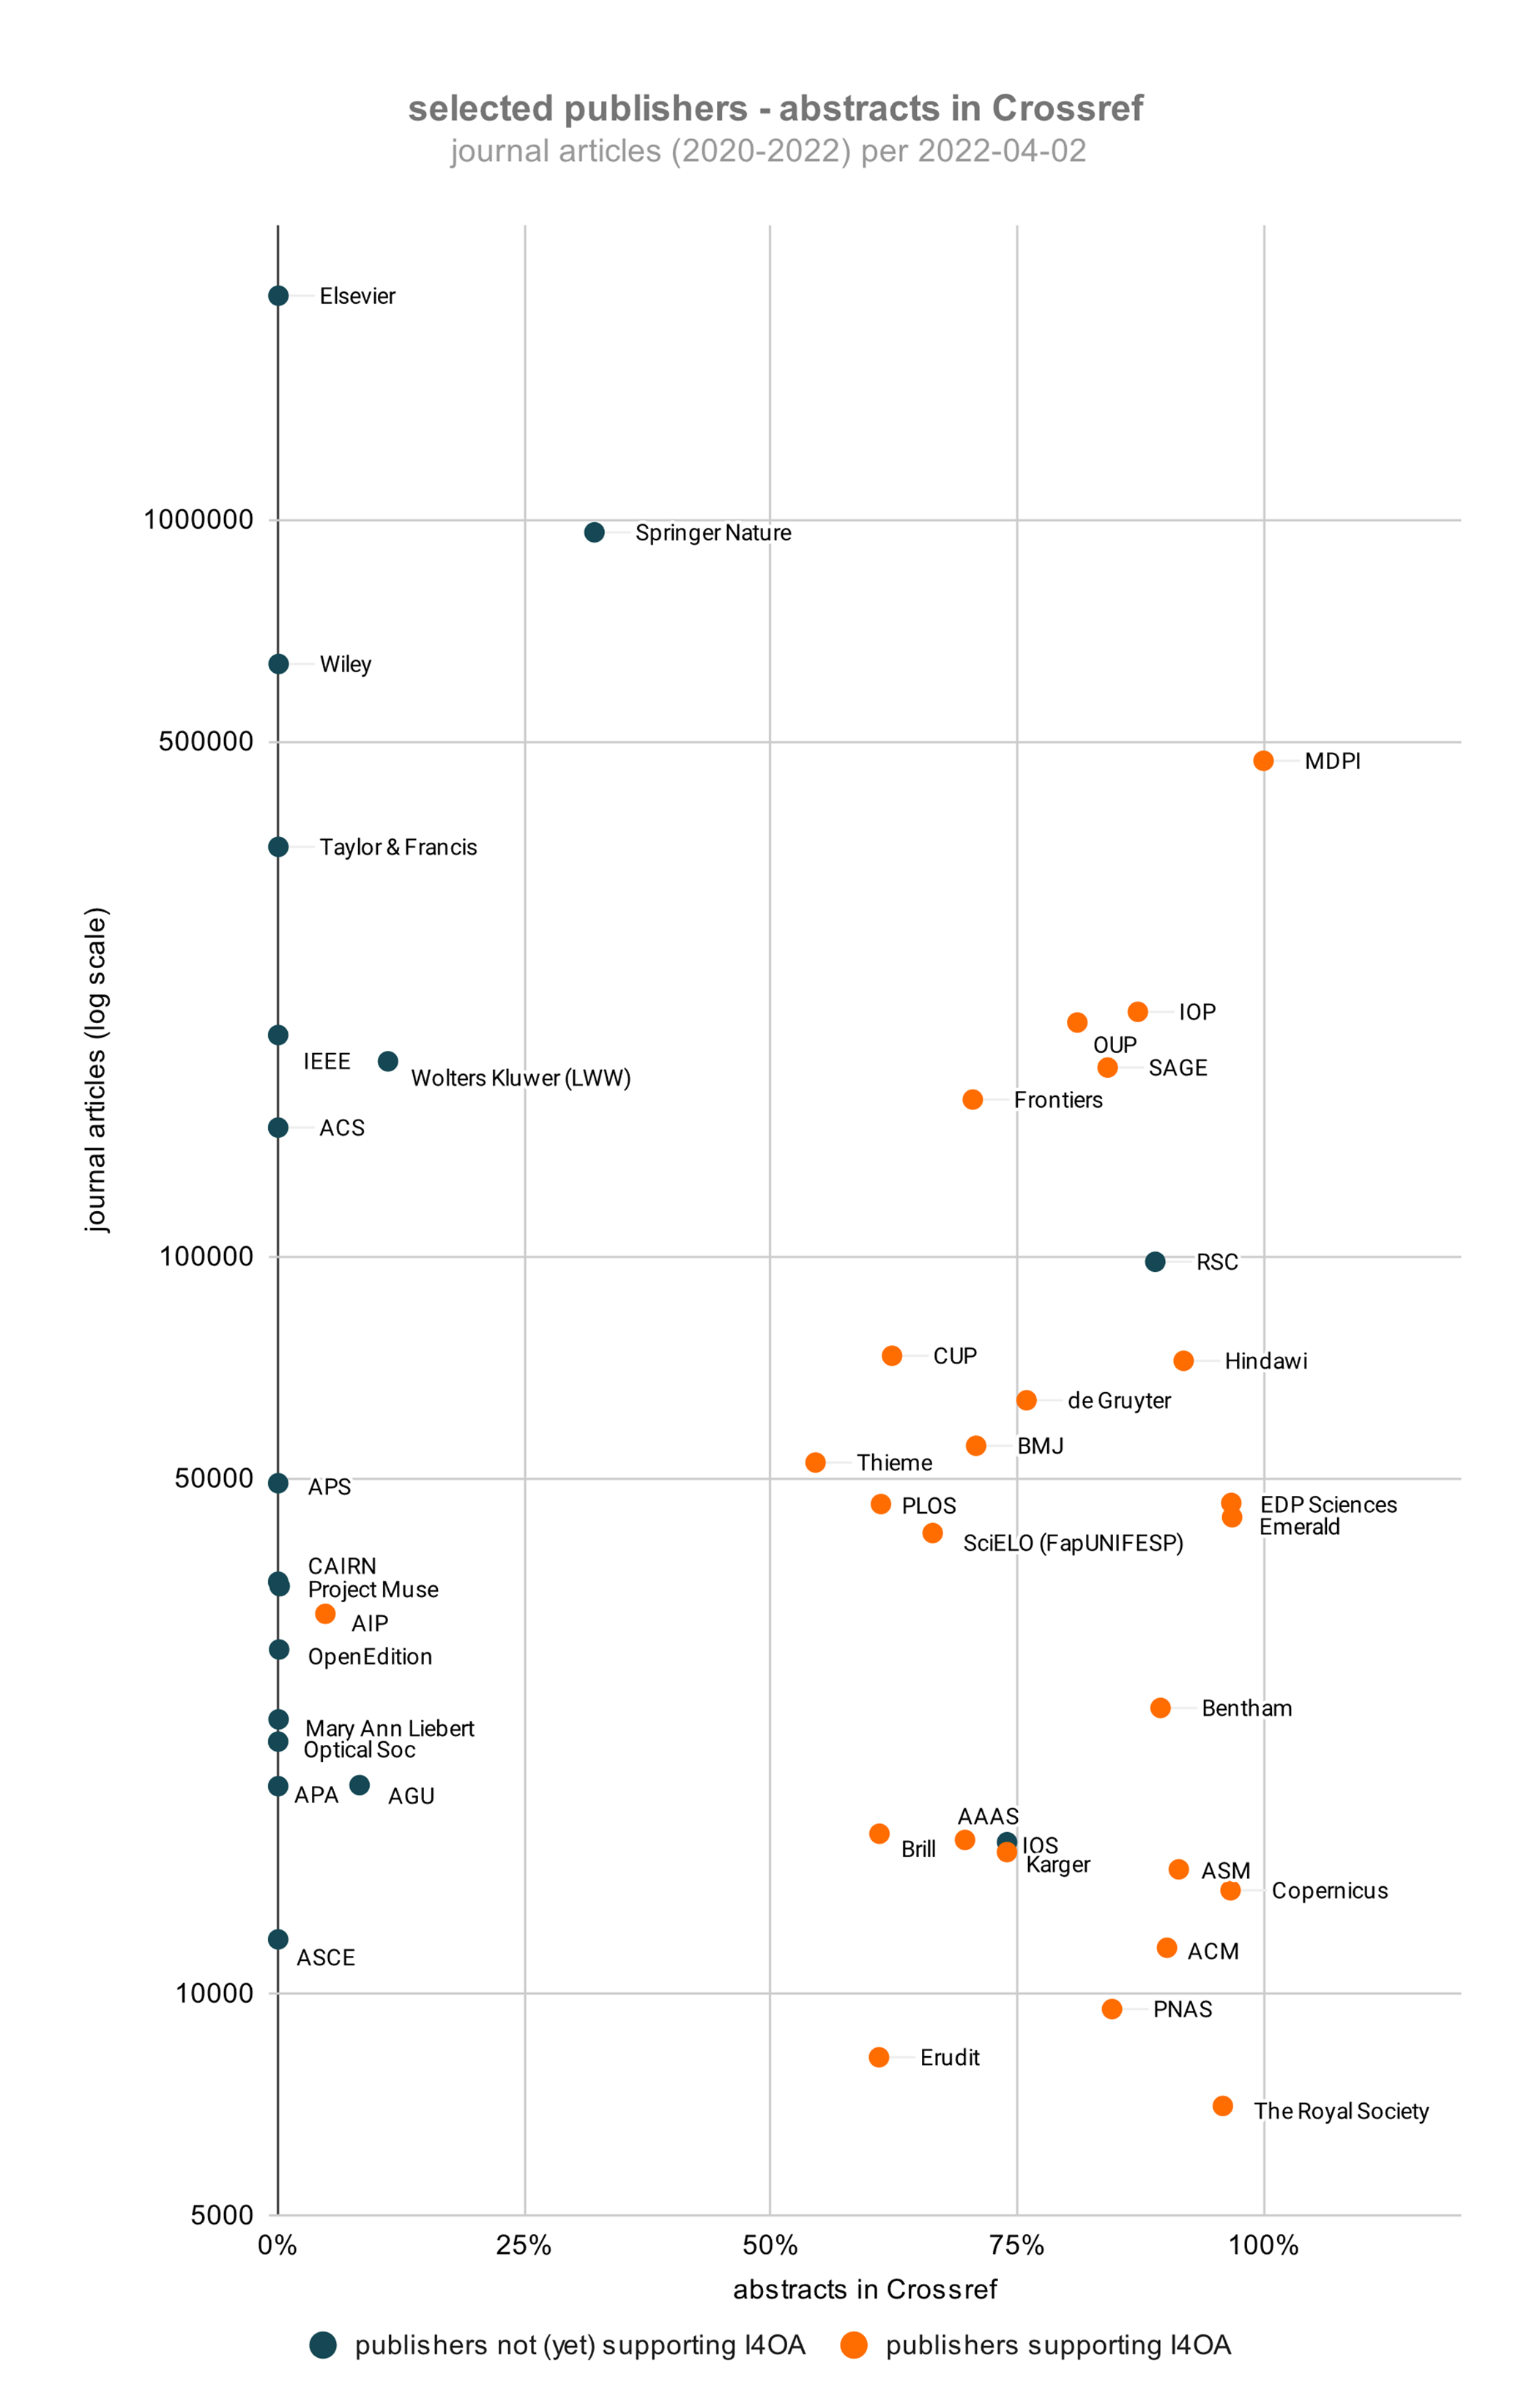 selected publishers - abstracts in Crossref
journal articles (2020-2022) per 2022-04-02
Elsevier
1000000
Springer Nature
Wiley
500000
MDPI
Taylor & Francis
journal articles (log scale)
IOP
OUP
IEEE
SAGE
Wolters Kluwer (LWW)
Frontiers
ACS
100000
RSC
CUP
Hindawi
de Gruyter
BMJ
Thieme
50000
APS
PLOS
EDP Sciences
Emerald
SciELO (FapUNIFESP)
CAIRN
Project Muse
AIP
OpenEdition
Bentham
Mary Ann Liebert
Optical Soc
APA
AGU
AAAS
Brill
IOS
Karger
ASM
Copernicus
ACM
ASCE
10000
PNAS
Erudit
The Royal Society
5000
0% 25% 50% 75% 100%
abstracts in Crossref
publishers not (yet) supporting I4OA publishers supporting I4OA